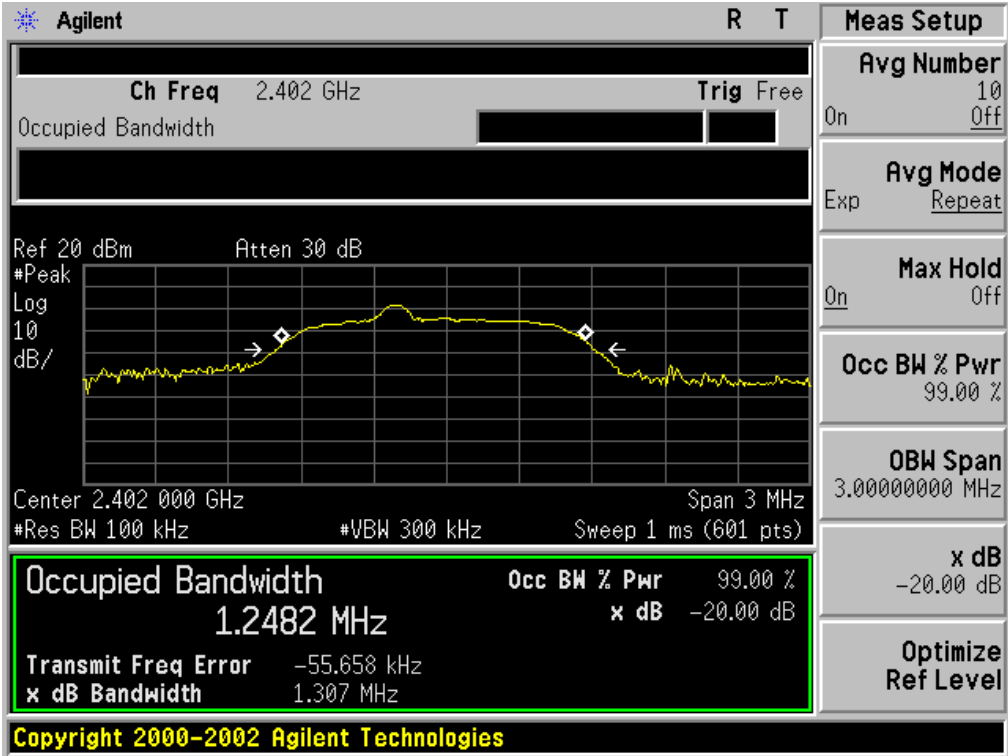 Agilent R T Meas Setup
Ch Freq 2.402 GHz Trig Free
Occupied Bandwidth
Ref 20 dBm Atten 30 dB
#Peak
Log
10
dB/
Center 2.402 000 GHz Span 3 MHz
#Res BW 100 kHz #VBW 300 kHz Sweep 1 ms (601 pts)
Occupied Bandwidth
1.2482 MHz
Occ BW % Pwr 99.00 %
x dB -20.00 dB
Transmit Freq Error -55.658 kHz
x dB Bandwidth 1.307 MHz
Avg Number
10
On Off
Avg Mode
Exp Repeat
Max Hold
On Off
Occ BW % Pwr
99.00 %
OBW Span
3.00000000 MHz
x dB
-20.00 dB
Optimize
Ref Level
Copyright 2000-2002 Agilent Technologies